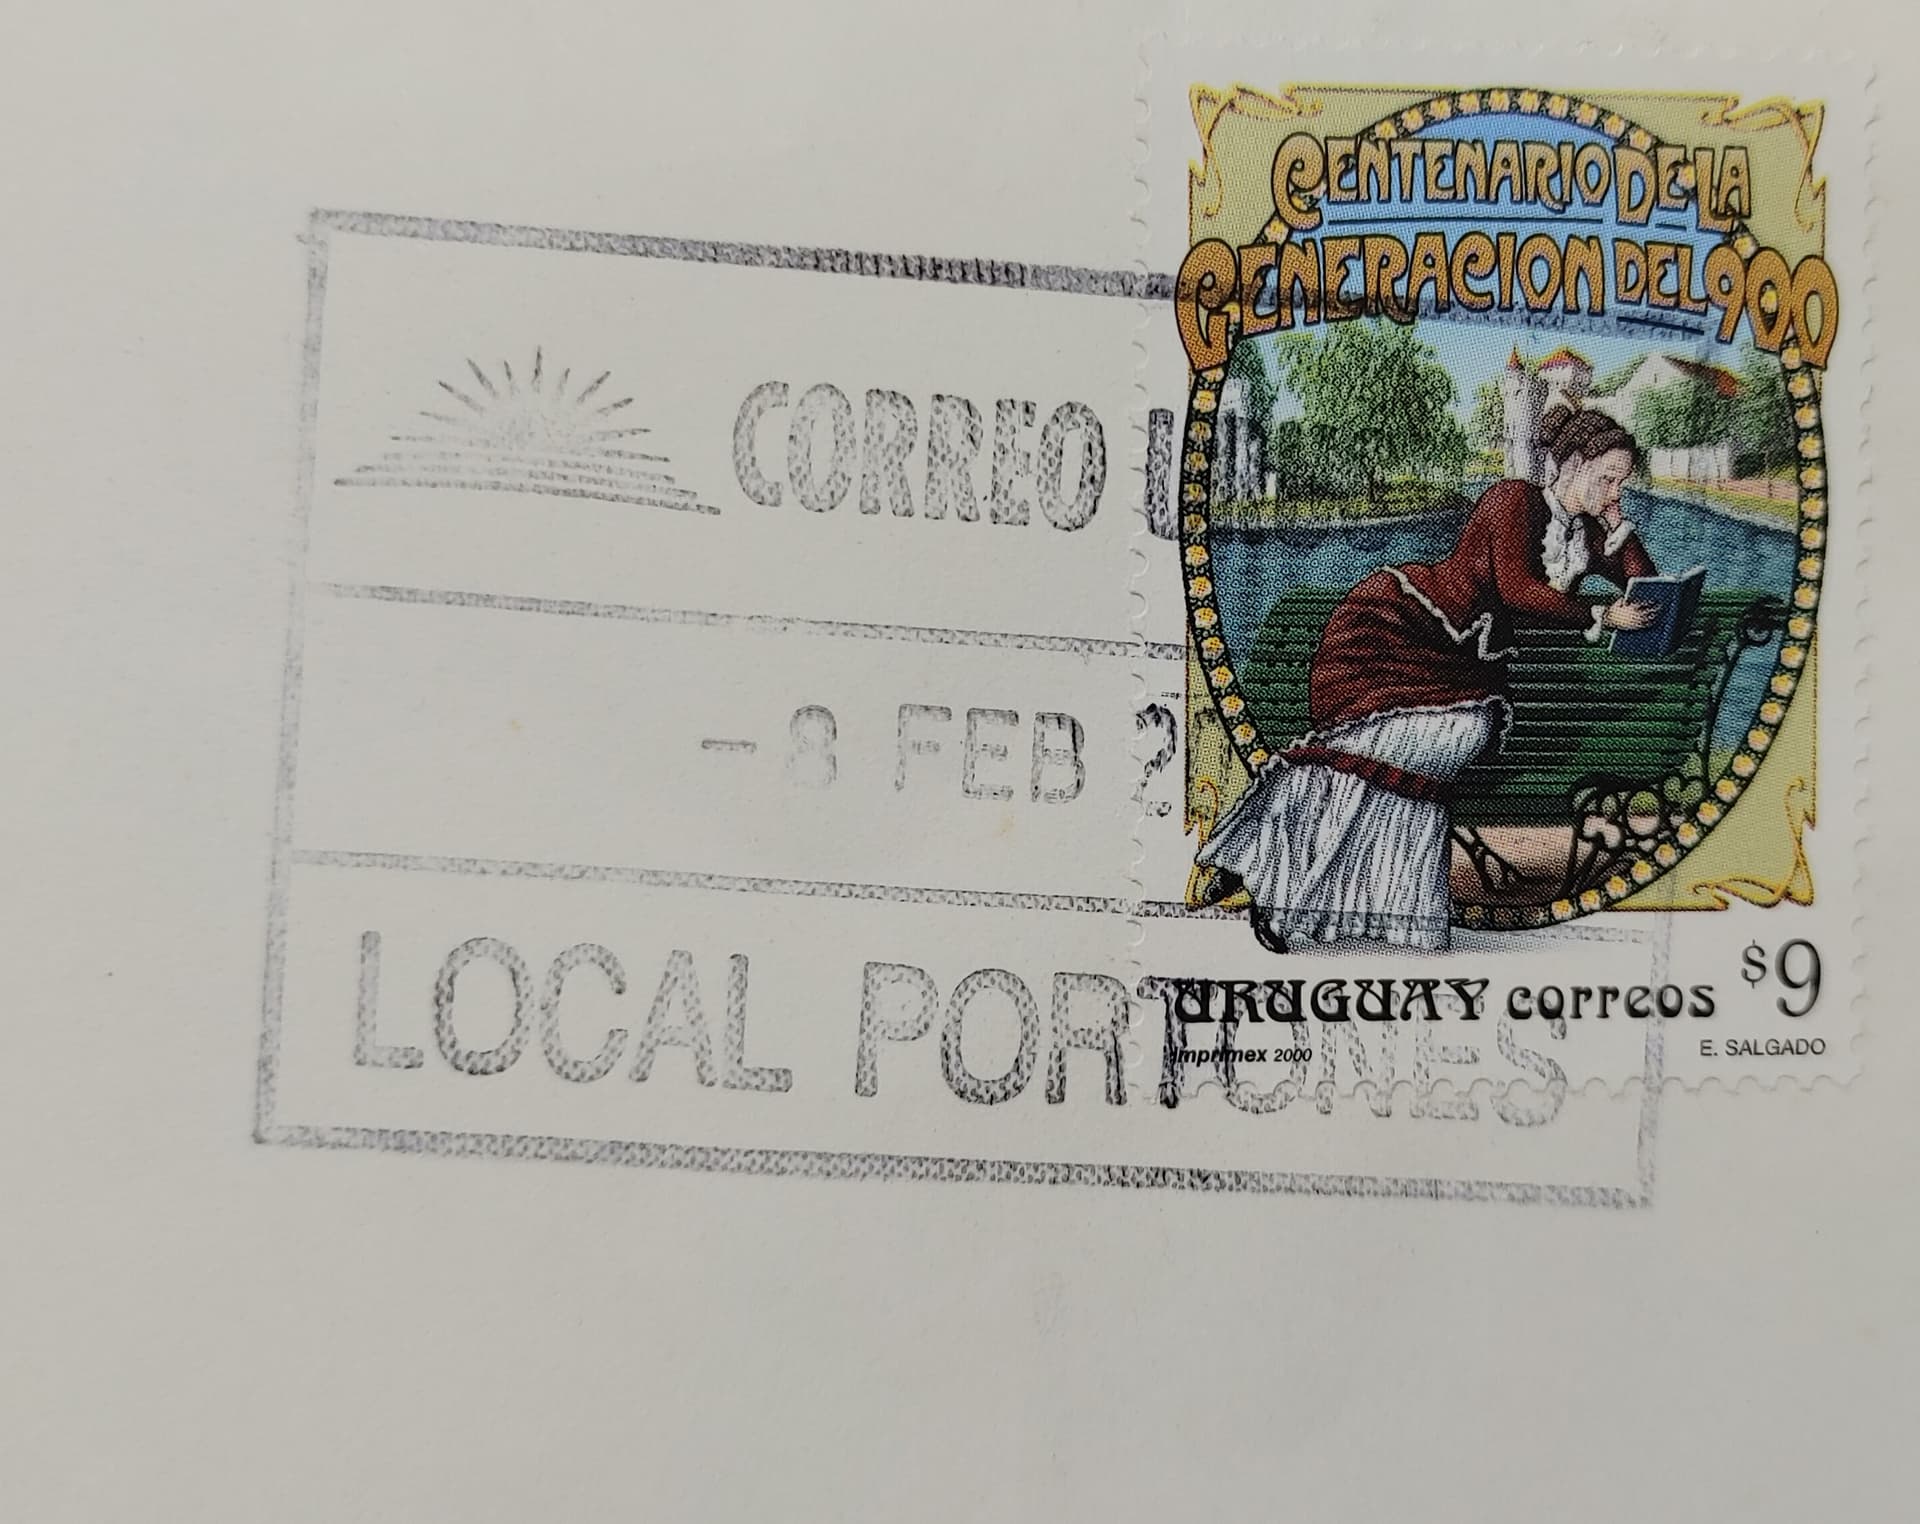 CENTENARIO DE LA
GENERACION DEL 900
CORREO
- 8 FEB
LOCAL PORTONES
URUGUAY correos $9
Imprimex 2000
E. SALGADO